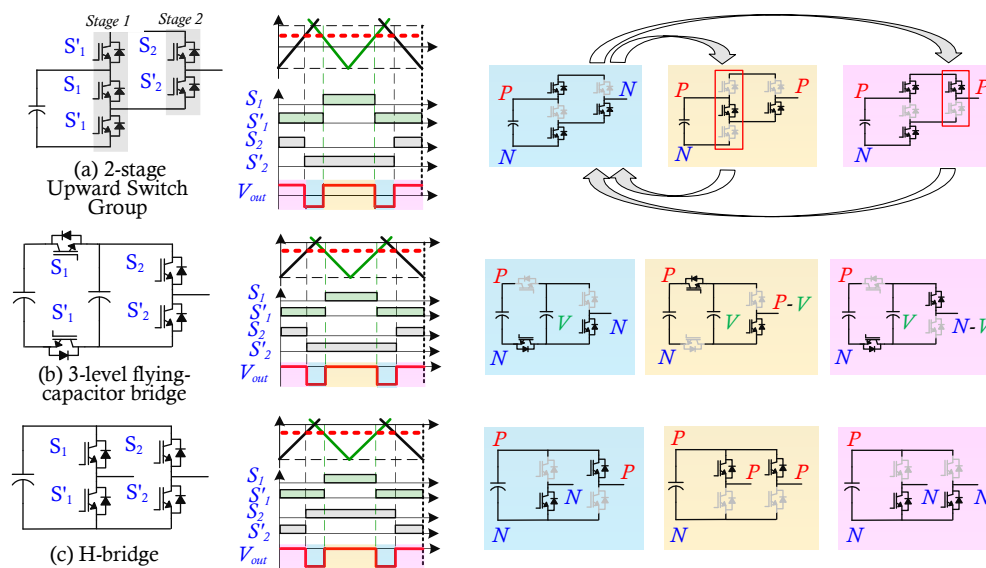 Stage 1
Stage 2
S'1
S2
S1
S'2
S'1
(a) 2-stage
Upward Switch
Group
S1
S'1
S2
S'2
Vout
P
N
N
P
P
N
P
P
N
S1
S2
S'1
S'2
(b) 3-level flying-
capacitor bridge
S1
S'1
S2
S'2
Vout
P
V
N
N
P
P-V
V
N
P
V
N-V
N
S1
S2
S'1
S'2
(c) H-bridge
S1
S'1
S2
S'2
Vout
P
P
N
N
P
P
P
N
P
N
N
N